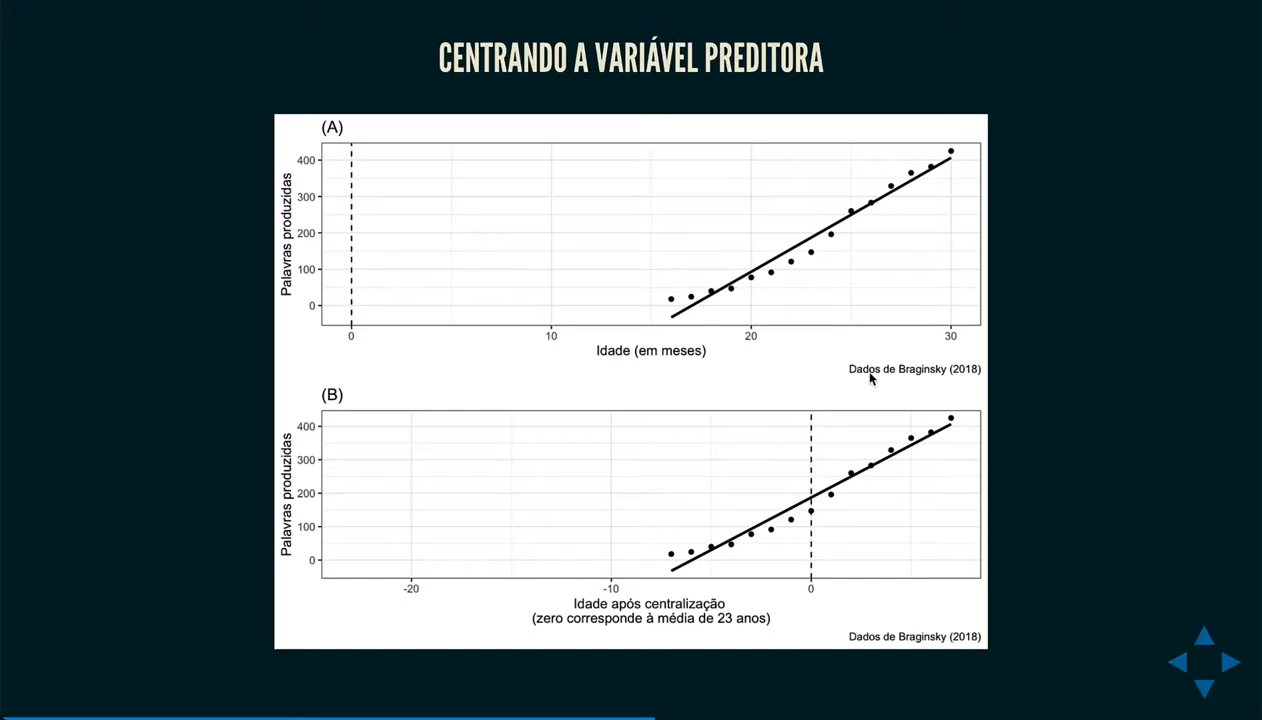 CENTRANDO A VARIÁVEL PREDITORA
(A)
Palavras produzidas
400
300
200
100
0
0 10 20 30
Idade (em meses)
Dados de Braginsky (2018)
(B)
Palavras produzidas
400
300
200
100
0
-20 -10 0
Idade após centralização
(zero corresponde à média de 23 anos)
Dados de Braginsky (2018)